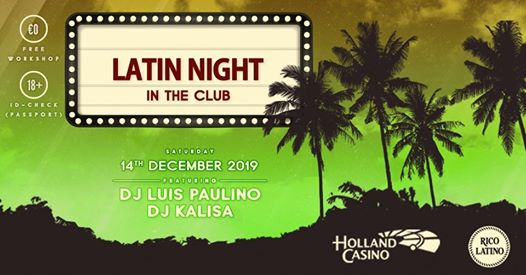 €0
FREE
WORKSHOP
18+
ID-CHECK
(PASSPORT)
LATIN NIGHT
IN THE CLUB
SATURDAY
14TH DECEMBER 2019
FEATURING
DJ LUIS PAULINO
DJ KALISA
HOLLAND
CASINO
RICO
LATINO